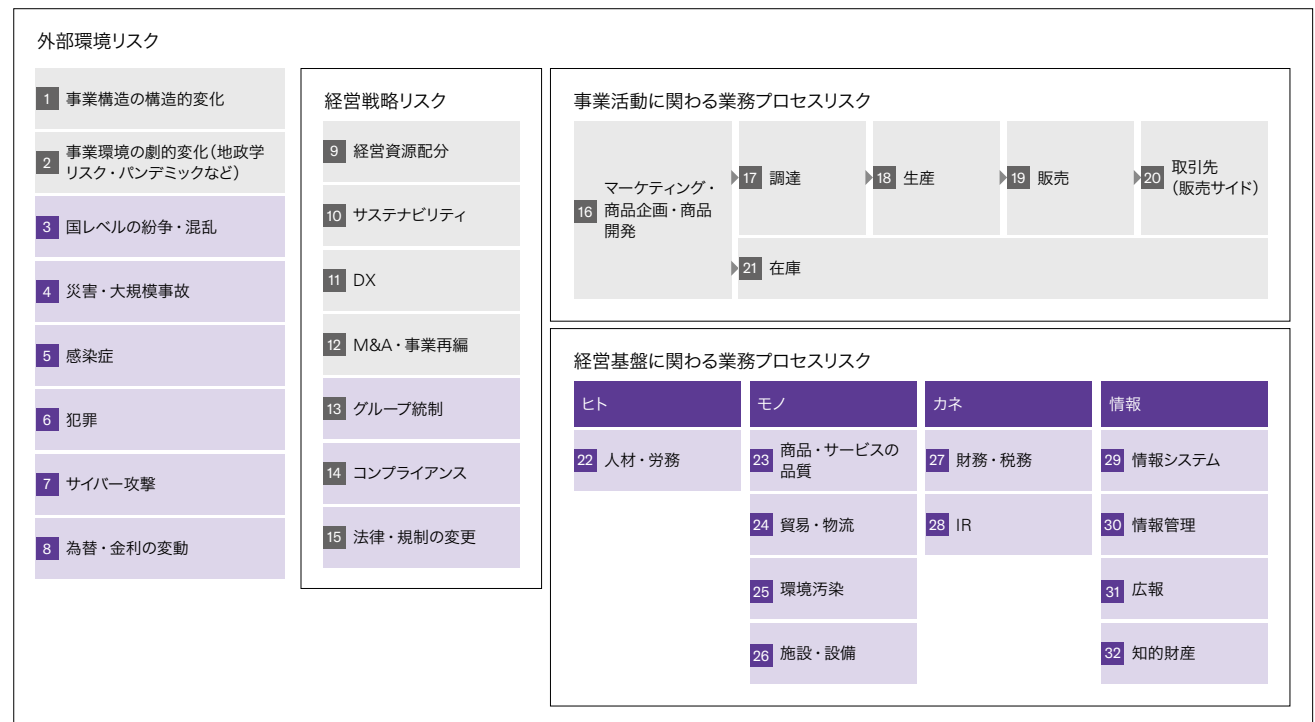 外部環境リスク
1 事業構造の構造的変化
2 事業環境の劇的変化(地政学
リスク・パンデミックなど)
3 国レベルの紛争・混乱
4 災害・大規模事故
5 感染症
6 犯罪
7 サイバー攻撃
8 為替・金利の変動
経営戦略リスク
9 経営資源配分
10 サステナビリティ
11 DX
12 M&A・事業再編
13 グループ統制
14 コンプライアンス
15 法律・規制の変更
事業活動に関わる業務プロセスリスク
16 マーケティング・
商品企画・商品
開発
17 調達
18 生産
19 販売
20 取引先
(販売サイド)
21 在庫
経営基盤に関わる業務プロセスリスク
ヒト
22 人材・労務
モノ
23 商品・サービスの
品質
24 貿易・物流
25 環境汚染
26 施設・設備
カネ
27 財務・税務
28 IR
情報
29 情報システム
30 情報管理
31 広報
32 知的財産